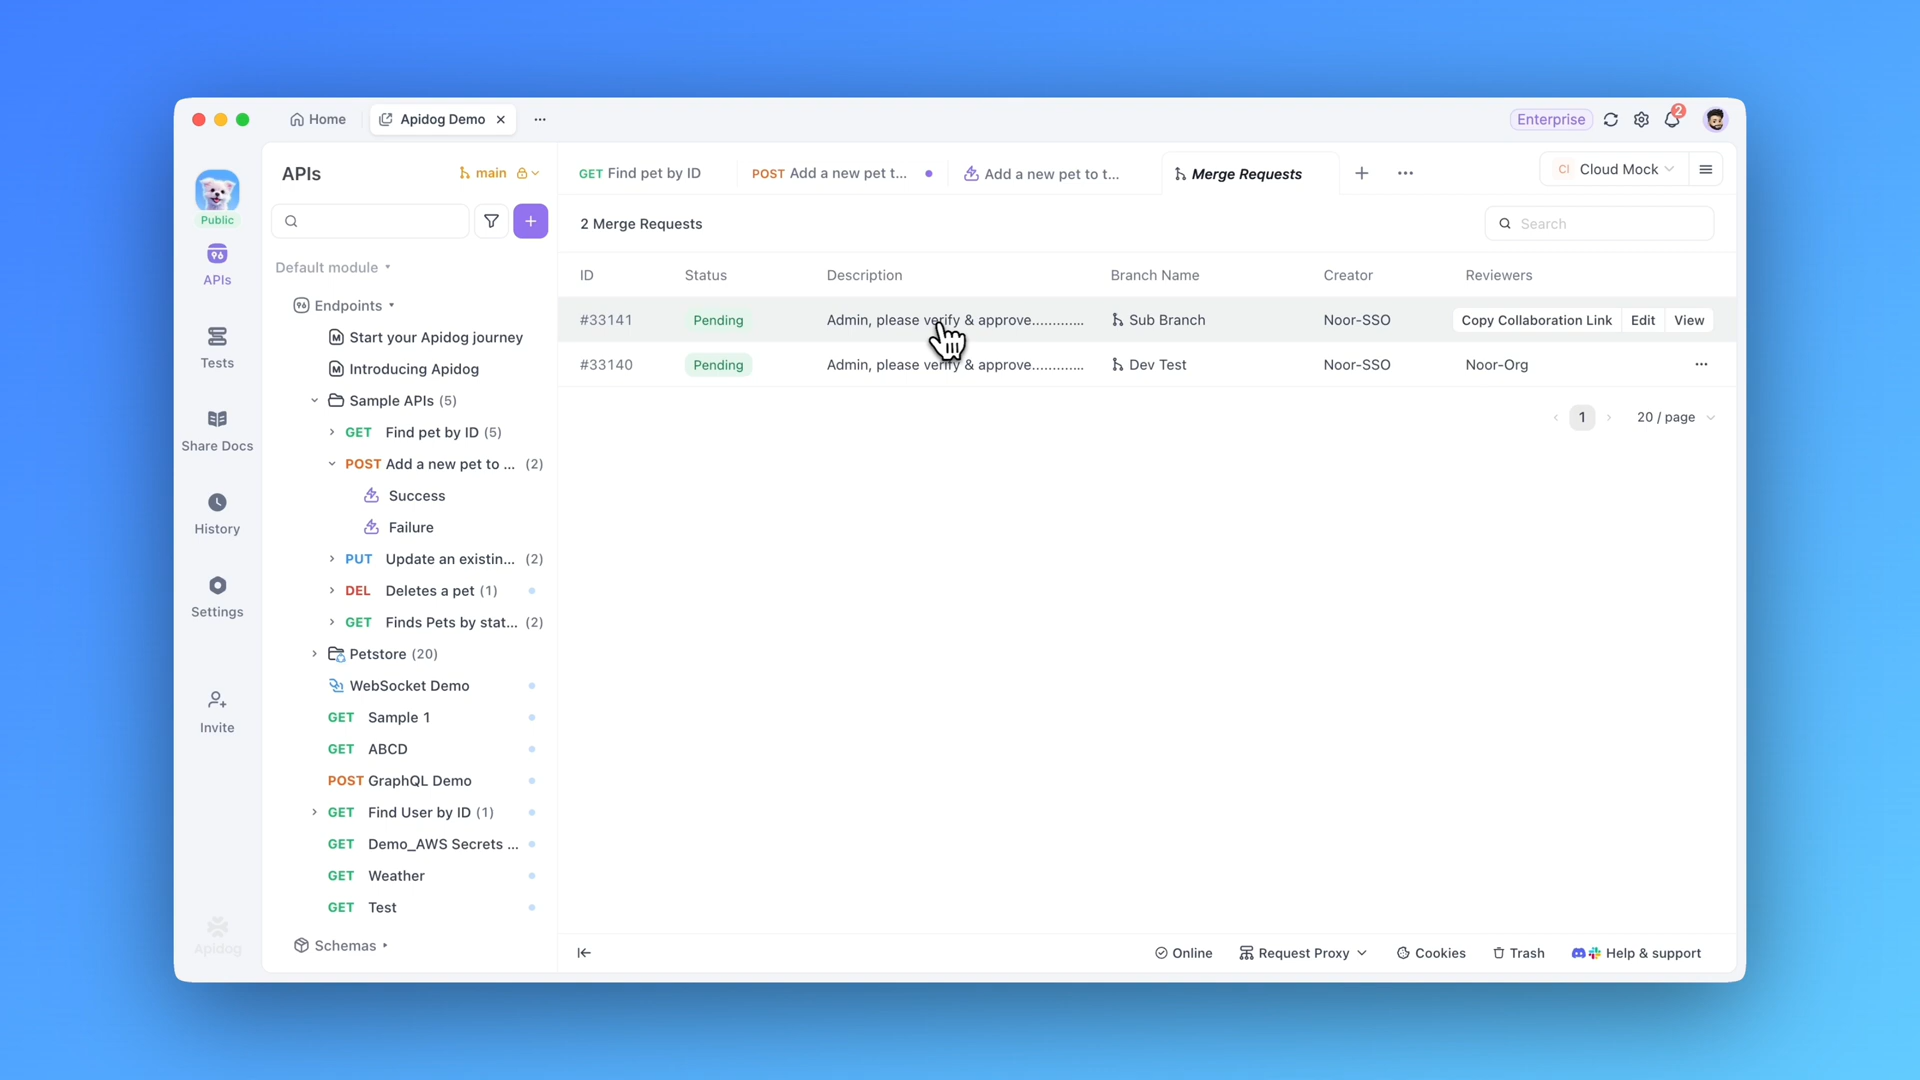 Home
Apidog Demo
Enterprise
2
Public
APIs
Tests
Share Docs
History
Settings
Invite
Apidog
APIs
main
Default module
Endpoints
Start your Apidog journey
Introducing Apidog
Sample APIs (5)
GET Find pet by ID (5)
POST Add a new pet to ... (2)
Success
Failure
PUT Update an existin... (2)
DEL Deletes a pet (1)
GET Finds Pets by stat... (2)
Petstore (20)
WebSocket Demo
GET Sample 1
GET ABCD
POST GraphQL Demo
GET Find User by ID (1)
GET Demo_AWS Secrets ...
GET Weather
GET Test
Schemas
GET Find pet by ID
POST Add a new pet t...
Add a new pet to t...
Merge Requests
Cl Cloud Mock
2 Merge Requests
Search
ID Status Description Branch Name Creator Reviewers
#33141 Pending Admin, please verify & approve............. Sub Branch Noor-SSO Copy Collaboration Link Edit View
#33140 Pending Admin, please verify & approve............. Dev Test Noor-SSO Noor-Org
1 20 / page
Online Request Proxy Cookies Trash Help & support